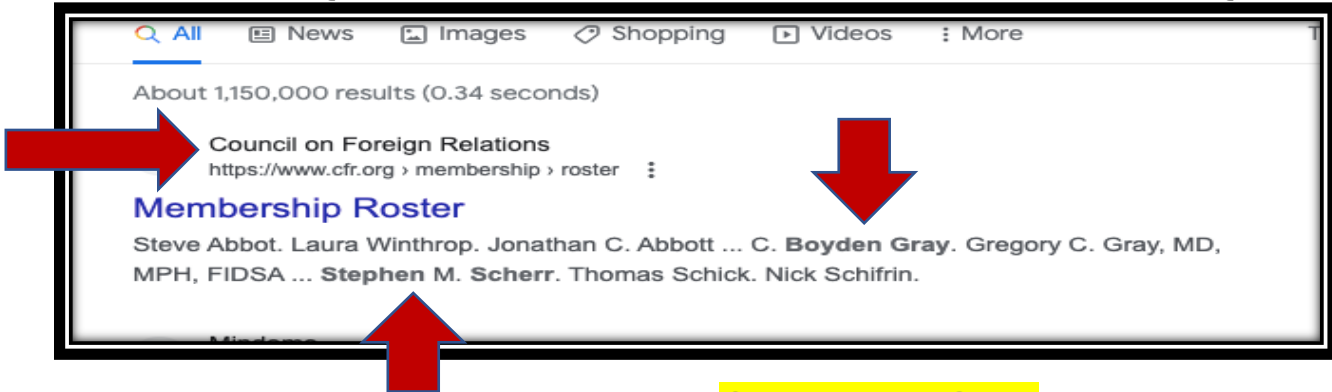 All News Images Shopping Videos More
About 1,150,000 results (0.34 seconds)
Council on Foreign Relations
https://www.cfr.org › membership › roster
Membership Roster
Steve Abbot. Laura Winthrop. Jonathan C. Abbott ... C. Boyden Gray. Gregory C. Gray, MD,
MPH, FIDSA ... Stephen M. Scherr. Thomas Schick. Nick Schifrin.